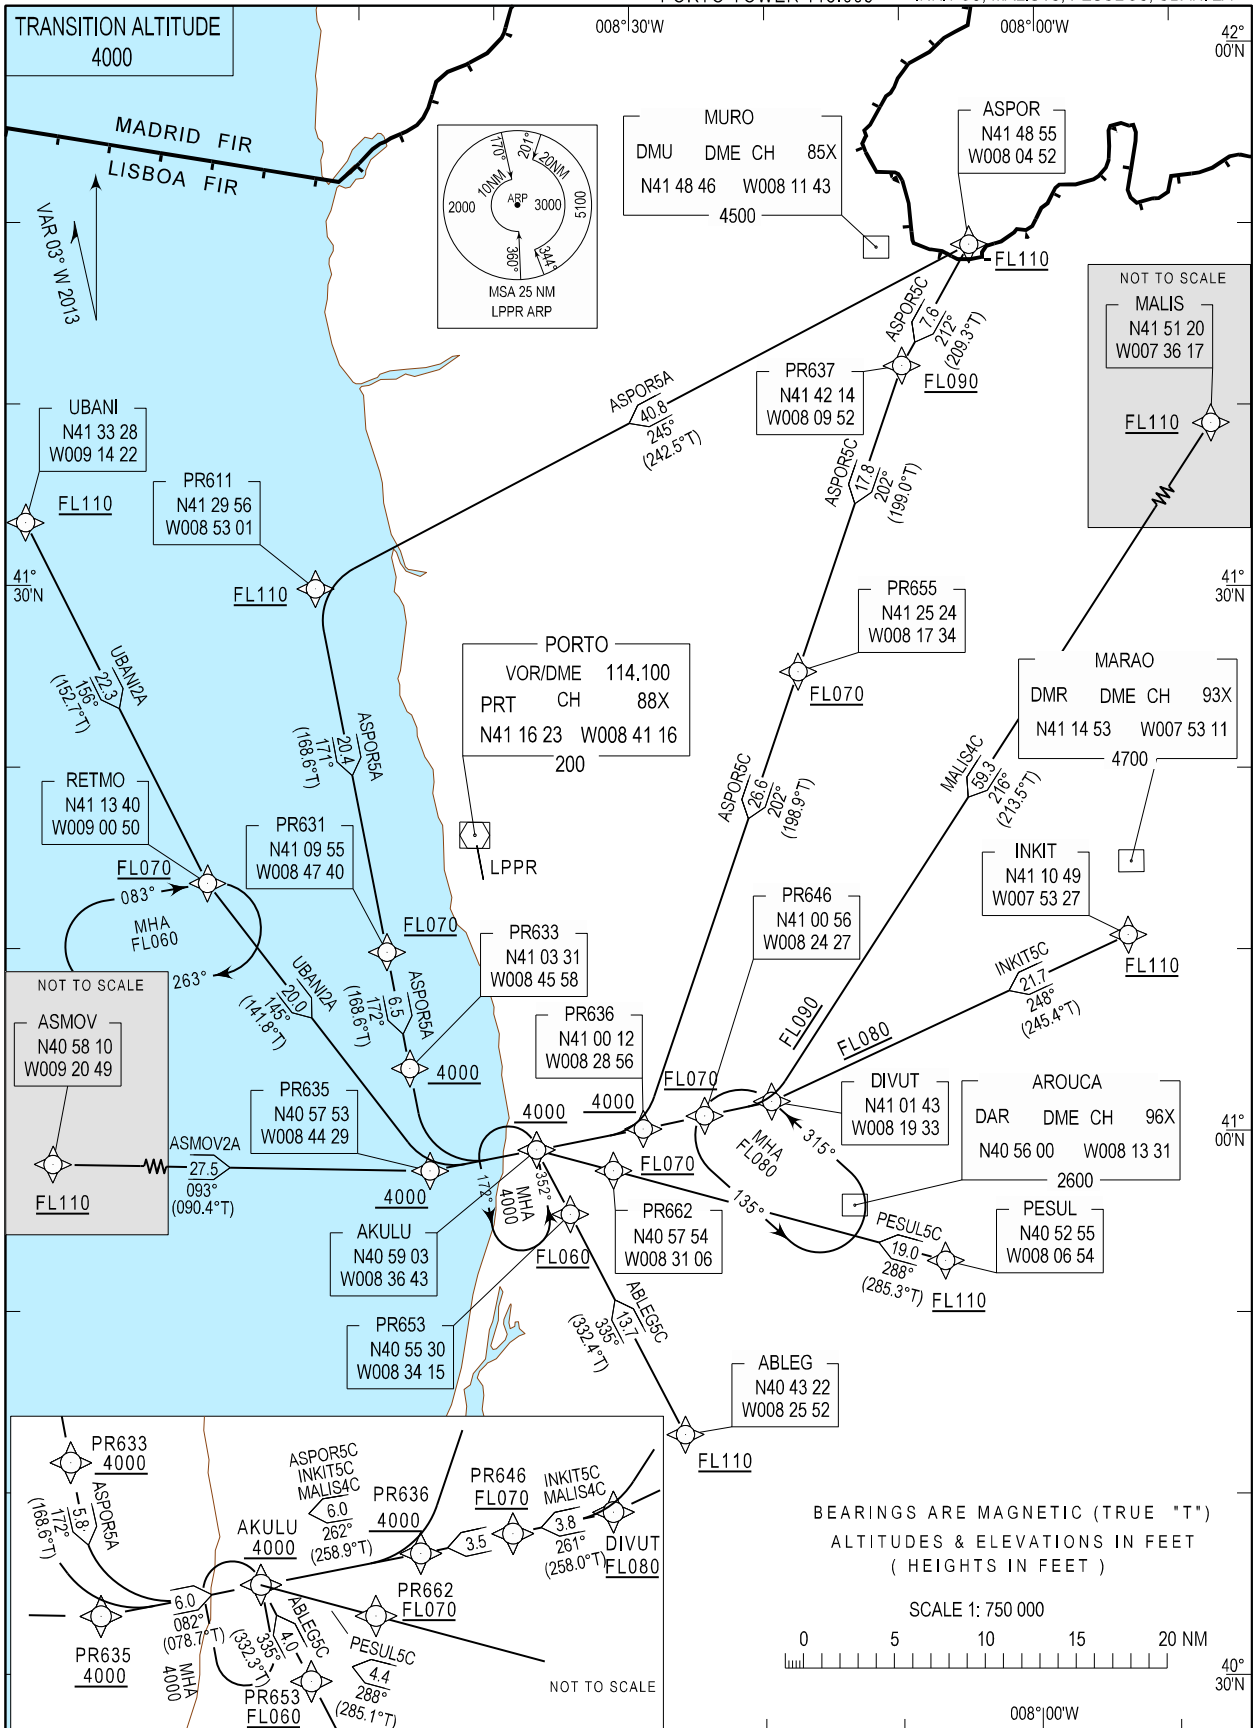 TRANSITION ALTITUDE
4000
008°30'W
008°00'W
42°
00'N
MADRID FIR
LISBOA FIR
VAR 03° W 2013
170°
201°
20NM
10NM
ARP
2000
3000
5100
360°
344°
MSA 25 NM
LPPR ARP
MURO
DMU DME CH 85X
N41 48 46 W008 11 43
4500
ASPOR
N41 48 55
W008 04 52
FL110
NOT TO SCALE
MALIS
N41 51 20
W007 36 17
FL110
ASPOR5C
7.6
212°
(209.3°T)
PR637
N41 42 14
W008 09 52
FL090
ASPOR5A
40.8
245°
(242.5°T)
UBANI
N41 33 28
W009 14 22
FL110
PR611
N41 29 56
W008 53 01
FL110
ASPOR5C
17.8
202°
(199.0°T)
41°
30'N
41°
30'N
PR655
N41 25 24
W008 17 34
FL070
PORTO
VOR/DME 114.100
PRT CH 88X
N41 16 23 W008 41 16
200
MARAO
DMR DME CH 93X
N41 14 53 W007 53 11
4700
UBANI2A
22.3
156°
(152.7°T)
ASPOR5A
20.4
171°
(168.6°T)
ASPOR5C
26.6
202°
(198.9°T)
MALIS4C
59.3
216°
(213.5°T)
RETMO
N41 13 40
W009 00 50
FL070
083°
MHA
FL060
263°
PR631
N41 09 55
W008 47 40
FL070
LPPR
INKIT
N41 10 49
W007 53 27
FL110
PR646
N41 00 56
W008 24 27
FL070
PR633
N41 03 31
W008 45 58
4000
INKIT5C
21.7
248°
(245.4°T)
NOT TO SCALE
ASMOV
N40 58 10
W009 20 49
FL110
UBANI2A
20.0
145°
(141.8°T)
ASPOR5A
6.5
172°
(168.6°T)
PR636
N41 00 12
W008 28 56
4000
FL090
FL080
PR635
N40 57 53
W008 44 29
4000
4000
DIVUT
N41 01 43
W008 19 33
AROUCA
DAR DME CH 96X
N40 56 00 W008 13 31
2600
41°
00'N
ASMOV2A
27.5
093°
(090.4°T)
MHA
FL080
315°
135°
172°
352°
MHA
4000
FL070
PR662
N40 57 54
W008 31 06
AKULU
N40 59 03
W008 36 43
FL060
PESUL5C
19.0
288°
(285.3°T)
PESUL
N40 52 55
W008 06 54
FL110
PR653
N40 55 30
W008 34 15
ABLEG5C
13.7
335°
(332.4°T)
ABLEG
N40 43 22
W008 25 52
FL110
PR633
4000
ASPOR5A
5.8
172°
(168.6°T)
ASPOR5C
INKIT5C
MALIS4C
6.0
262°
(258.9°T)
PR636
4000
PR646
FL070
3.5
INKIT5C
MALIS4C
3.8
261°
(258.0°T)
DIVUT
FL080
AKULU
4000
PR635
4000
6.0
082°
(078.7°T)
MHA
4000
ABLEG5C
4.0
335°
(332.3°T)
PR653
FL060
PR662
FL070
PESUL5C
4.4
288°
(285.1°T)
NOT TO SCALE
BEARINGS ARE MAGNETIC (TRUE "T")
ALTITUDES & ELEVATIONS IN FEET
( HEIGHTS IN FEET )
SCALE 1: 750 000
0 5 10 15 20 NM
40°
30'N
008°00'W